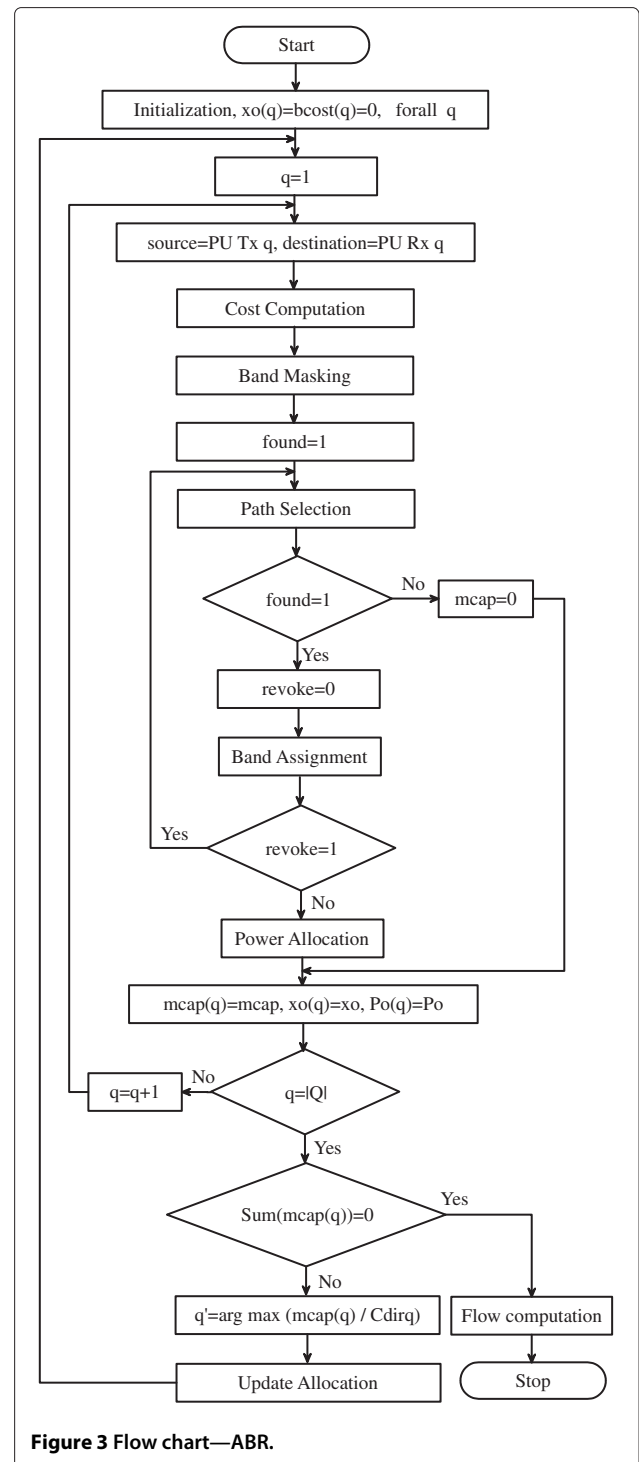 Start
Initialization, xo(q)=bcost(q)=0, forall q
q=1
source=PU Tx q, destination=PU Rx q
Cost Computation
Band Masking
found=1
Path Selection
found=1
No
mcap=0
Yes
revoke=0
Band Assignment
Yes
revoke=1
No
Power Allocation
mcap(q)=mcap, xo(q)=xo, Po(q)=Po
q=q+1
No
q=|Q|
Yes
Sum(mcap(q))=0
Yes
No
q'=arg max (mcap(q) / Cdirq)
Flow computation
Update Allocation
Stop
Figure 3 Flow chart—ABR.